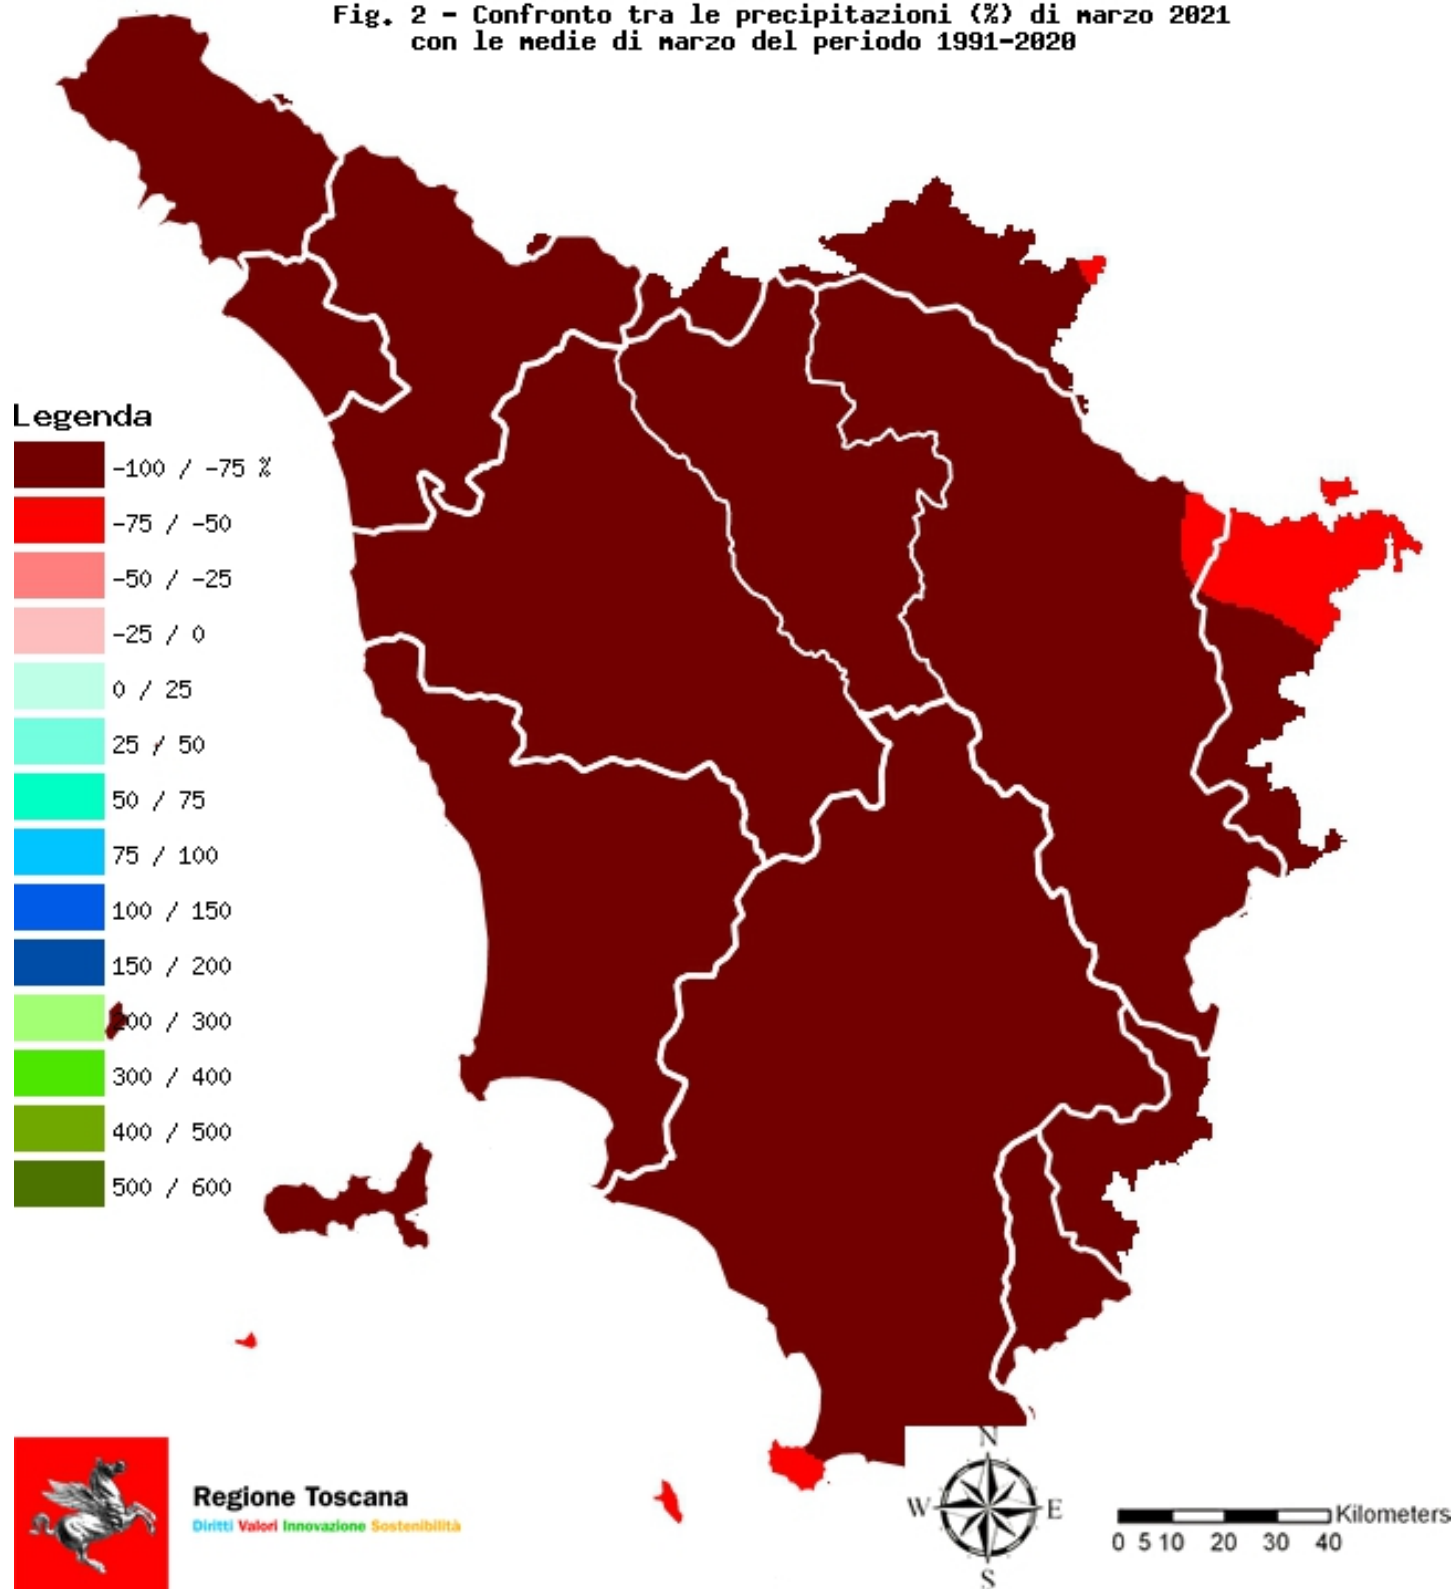 Fig. 2 - Confronto tra le precipitazioni (%) di marzo 2021
con le medie di marzo del periodo 1991-2020
Legenda
-100 / -75 %
-75 / -50
-50 / -25
-25 / 0
0 / 25
25 / 50
50 / 75
75 / 100
100 / 150
150 / 200
200 / 300
300 / 400
400 / 500
500 / 600
Regione Toscana
Diritti Valori Innovazione Sostenibilità
N
W E
S
Kilometers
0 5 10 20 30 40